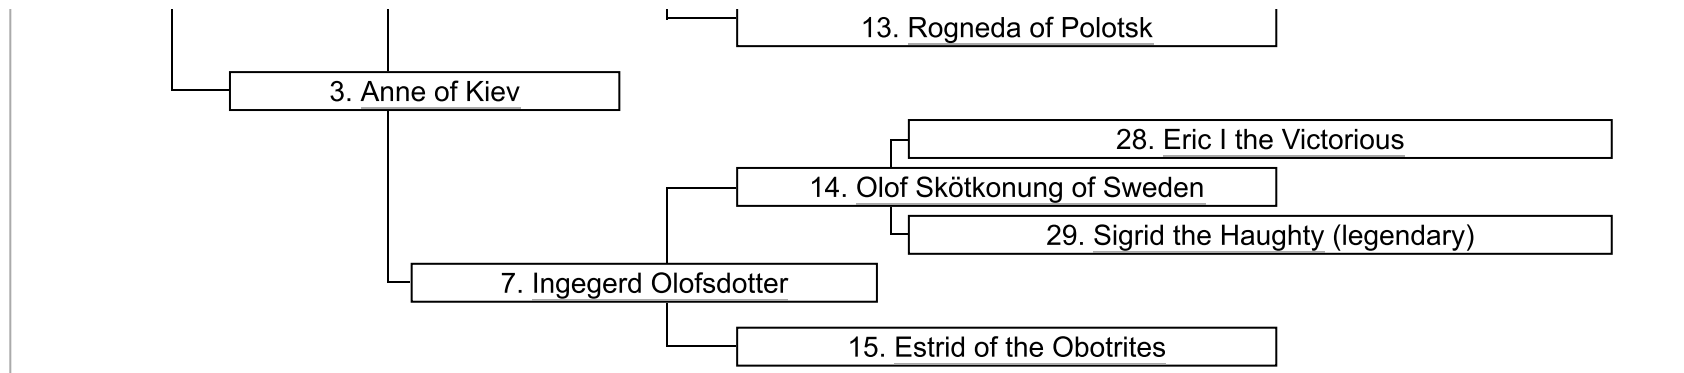 13. Rogneda of Polotsk
3. Anne of Kiev
28. Eric I the Victorious
14. Olof Skötkonung of Sweden
29. Sigrid the Haughty (legendary)
7. Ingegerd Olofsdotter
15. Estrid of the Obotrites